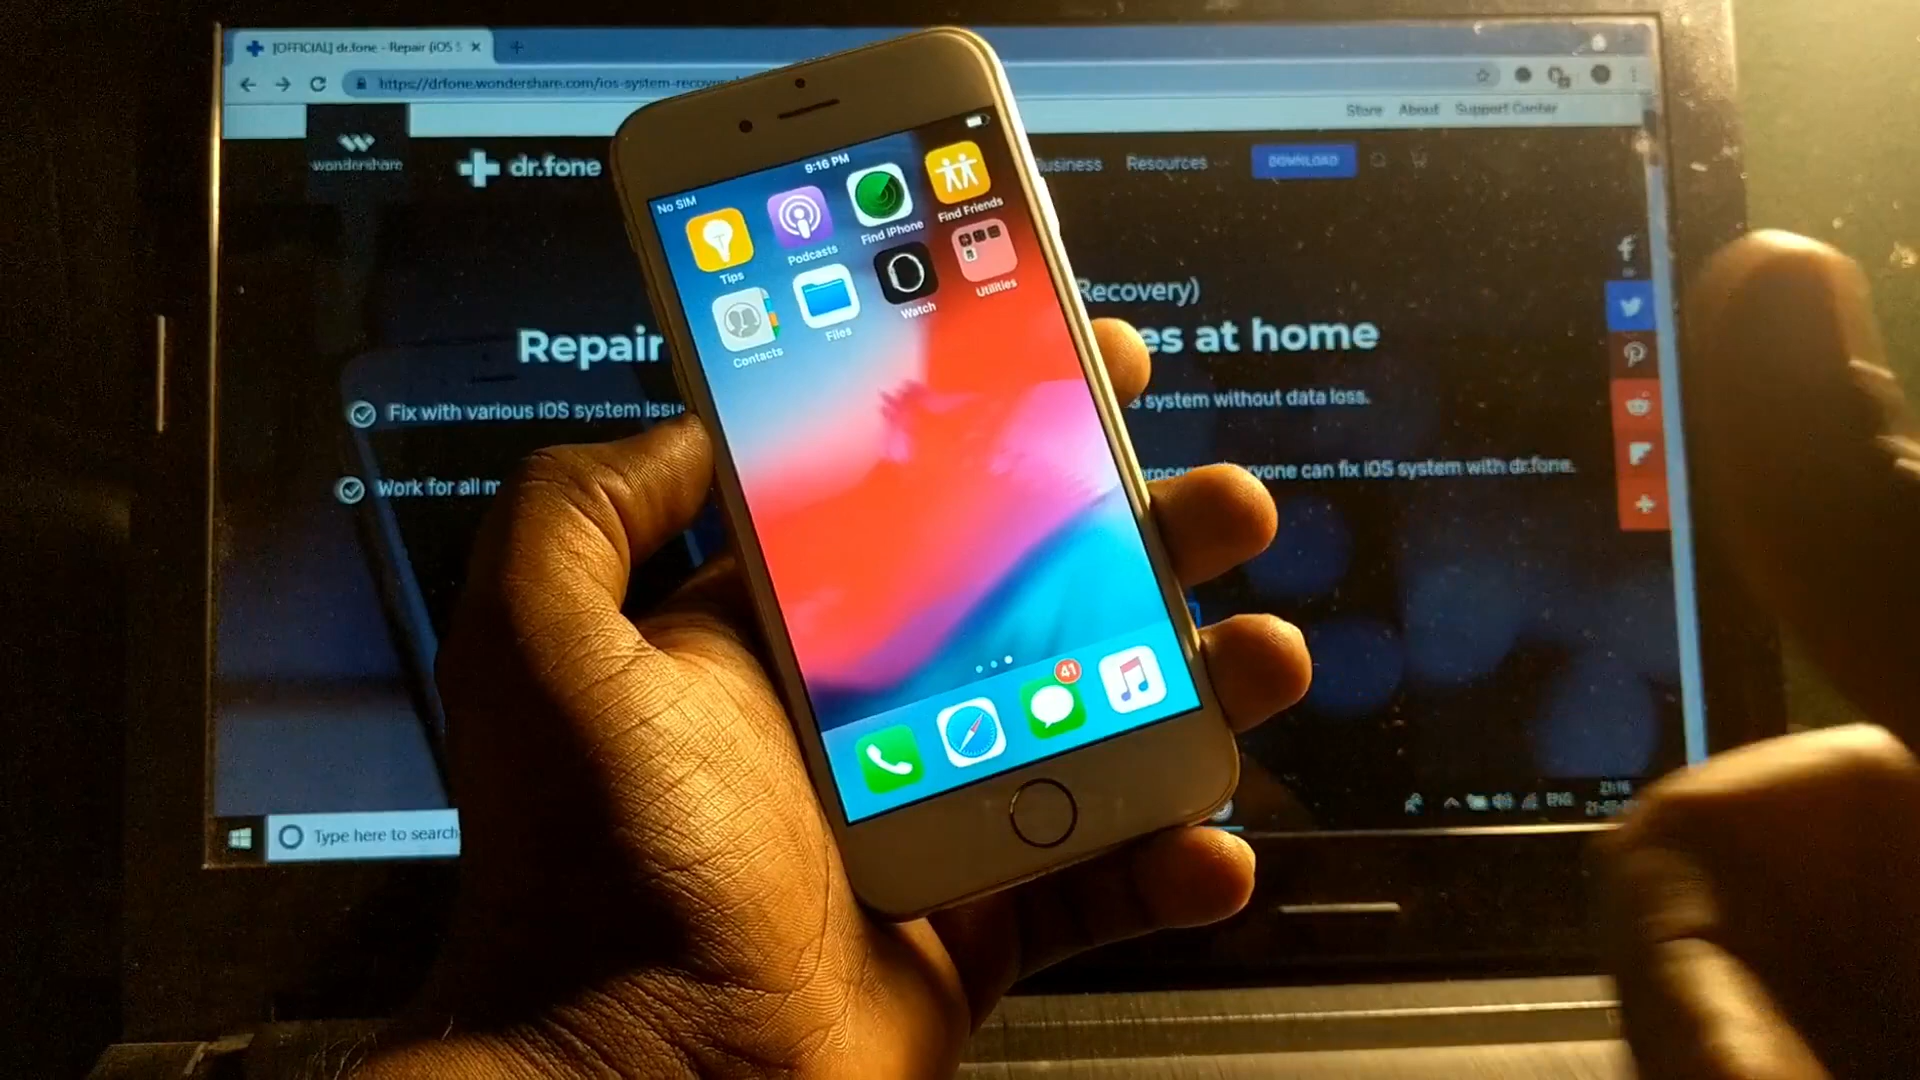 [OFFICIAL] dr.fone - Repair (iOS S
https://drfone.wondershare.com/ios-system-recove
Store About Support Center
wondershare
dr.fone
Business Resources
DOWNLOAD
Recovery)
Repair
es at home
Fix with various iOS system issu
system without data loss.
Work for all m
proce
ryone can fix iOS system with dr.fone.
No SIM
9:16 PM
Tips
Podcasts
Find iPhone
Find Friends
Contacts
Files
Watch
Utilities
41
Type here to search
ENG